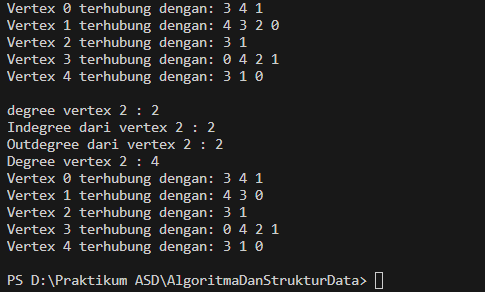 Vertex 0 terhubung dengan: 3 4 1
Vertex 1 terhubung dengan: 4 3 2 0
Vertex 2 terhubung dengan: 3 1
Vertex 3 terhubung dengan: 0 4 2 1
Vertex 4 terhubung dengan: 3 1 0

degree vertex 2 : 2
Indegree dari vertex 2 : 2
Outdegree dari vertex 2 : 2
Degree vertex 2 : 4
Vertex 0 terhubung dengan: 3 4 1
Vertex 1 terhubung dengan: 4 3 0
Vertex 2 terhubung dengan: 3 1
Vertex 3 terhubung dengan: 0 4 2 1
Vertex 4 terhubung dengan: 3 1 0

PS D:\Praktikum ASD\AlgoritmaDanStrukturData>